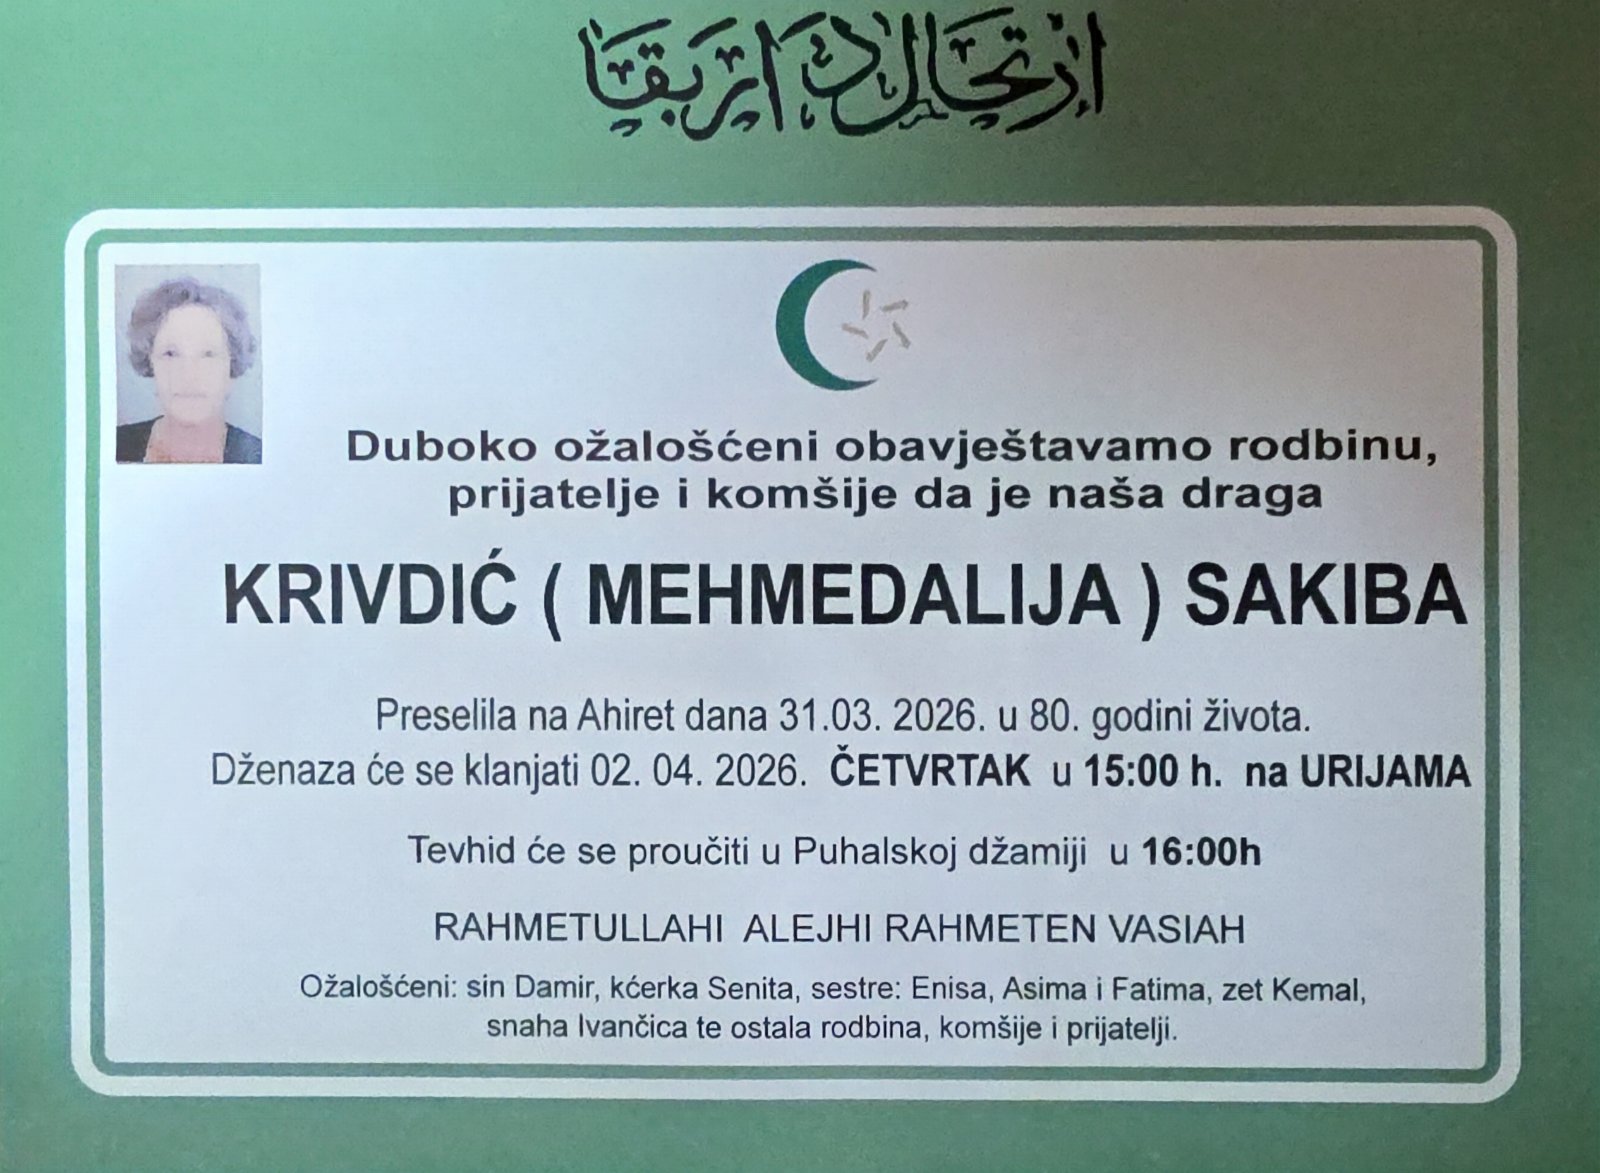 Duboko ožalošćeni obavještavamo rodbinu,
prijatelje i komšije da je naša draga
KRIVDIĆ ( MEHMEDALIJA ) SAKIBA
Preselila na Ahiret dana 31.03. 2026. u 80. godini života.
Dženaza će se klanjati 02. 04. 2026. ČETVRTAK u 15:00 h. na URIJAMA
Tevhid će se proučiti u Puhalskoj džamiji u 16:00h
RAHMETULLAHI ALEJHI RAHMETEN VASIAH
Ožalošćeni: sin Damir, kćerka Senita, sestre: Enisa, Asima i Fatima, zet Kemal,
snaha Ivančica te ostala rodbina, komšije i prijatelji.